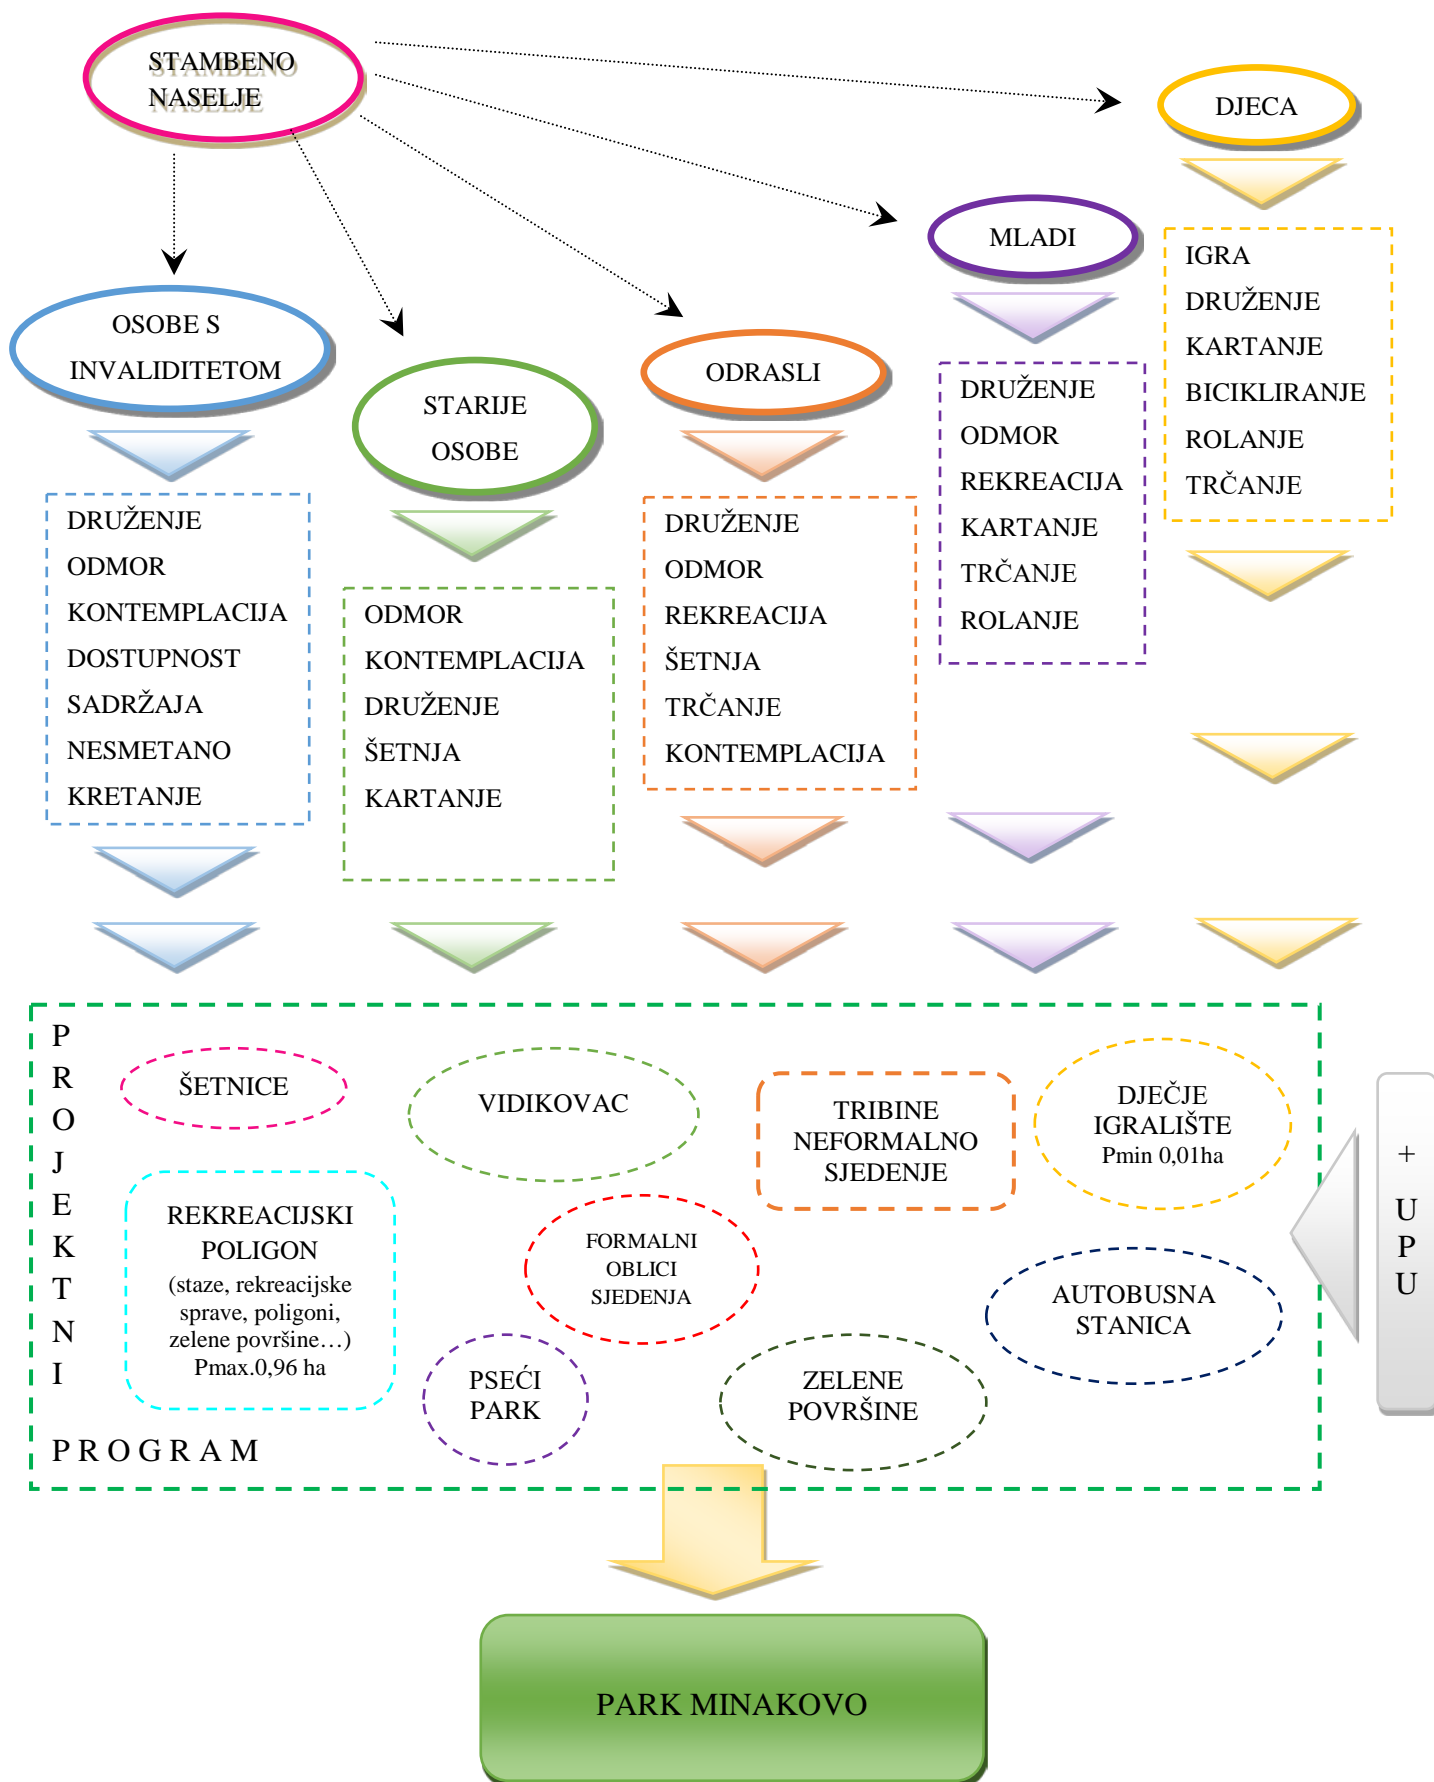 STAMBENO
NASELJE
DJECA
IGRA
DRUŽENJE
KARTANJE
BICIKLIRANJE
ROLANJE
TRČANJE
MLADI
DRUŽENJE
ODMOR
REKREACIJA
KARTANJE
TRČANJE
ROLANJE
ODRASLI
DRUŽENJE
ODMOR
REKREACIJA
ŠETNJA
TRČANJE
KONTEMPLACIJA
STARIJE
OSOBE
ODMOR
KONTEMPLACIJA
DRUŽENJE
ŠETNJA
KARTANJE
OSOBE S
INVALIDITETOM
DRUŽENJE
ODMOR
KONTEMPLACIJA
DOSTUPNOST
SADRŽAJA
NESMETANO
KRETANJE
P
R
O
J
E
K
T
N
I
P R O G R A M
ŠETNICE
VIDIKOVAC
TRIBINE
NEFORMALNO
SJEDENJE
DJEČJE
IGRALIŠTE
Pmin 0,01ha
REKREACIJSKI
POLIGON
(staze, rekreacijske
sprave, poligoni,
zelene površine…)
Pmax.0,96 ha
FORMALNI
OBLICI
SJEDENJA
AUTOBUSNA
STANICA
PSEĆI
PARK
ZELENE
POVRŠINE
+
U
P
U
PARK MINAKOVO